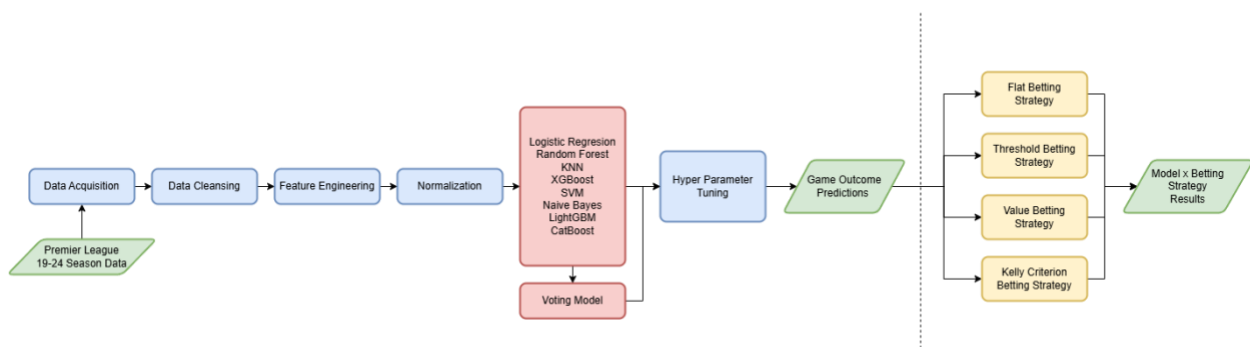 Data Acquisition
Premier League
19-24 Season Data
Data Cleansing
Feature Engineering
Normalization
Logistic Regresion
Random Forest
KNN
XGBoost
SVM
Naive Bayes
LightGBM
CatBoost
Voting Model
Hyper Parameter
Tuning
Game Outcome
Predictions
Flat Betting
Strategy
Threshold Betting
Strategy
Value Betting
Strategy
Kelly Criterion
Betting Strategy
Model x Betting
Strategy
Results